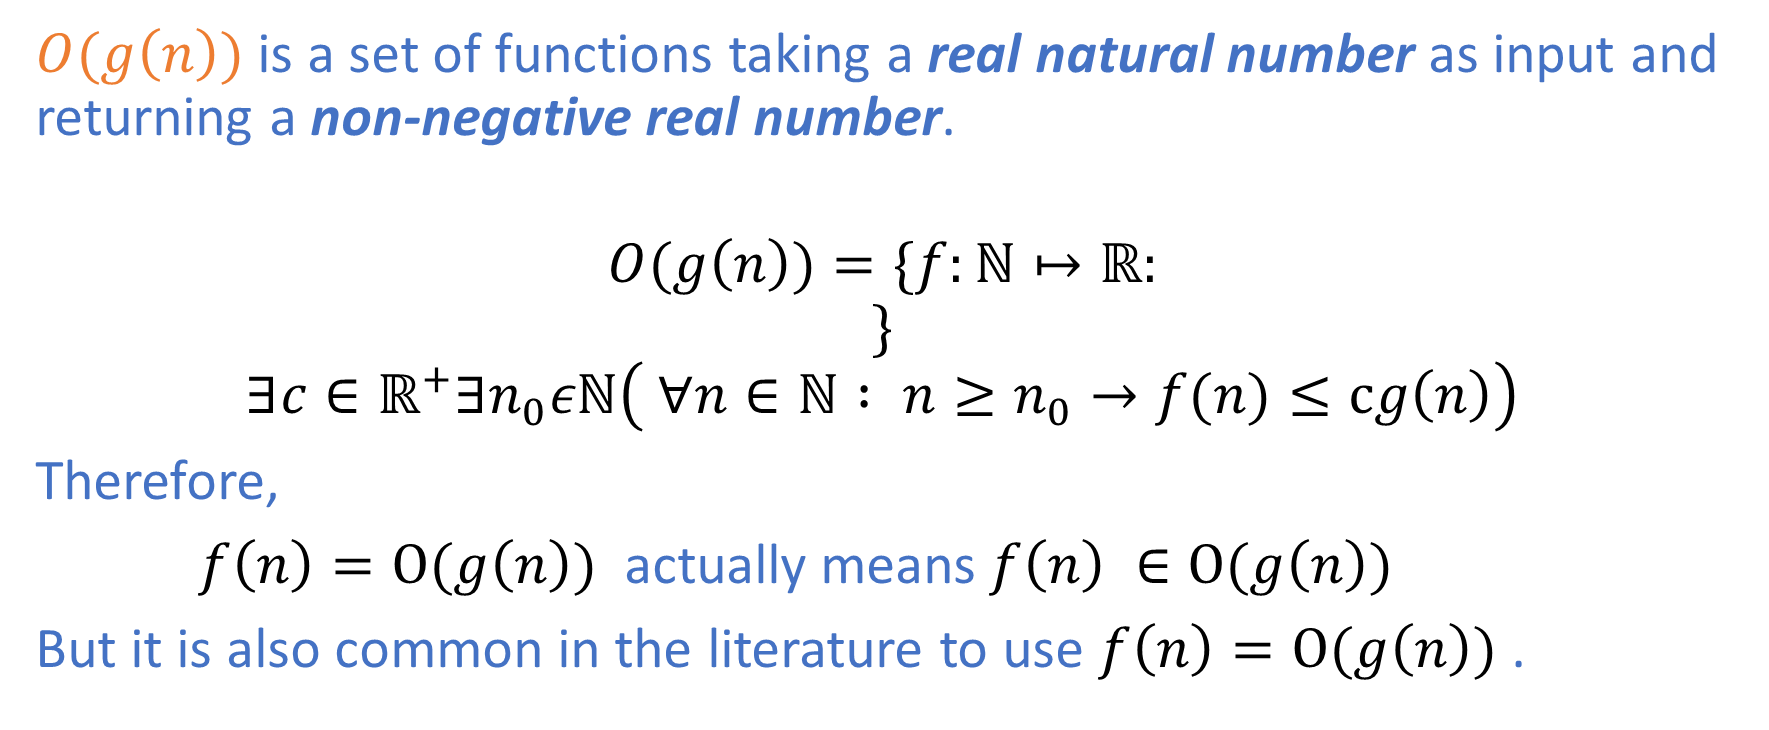 O(g(n)) is a set of functions taking a real natural number as input and
returning a non-negative real number.
O(g(n)) = {f: ℕ ↦ ℝ:
}
∃c ∈ ℝ⁺∃n₀ϵℕ( ∀n ∈ ℕ : n ≥ n₀ → f(n) ≤ cg(n))
Therefore,
f(n) = O(g(n)) actually means f(n) ∈ O(g(n))
But it is also common in the literature to use f(n) = O(g(n)) .